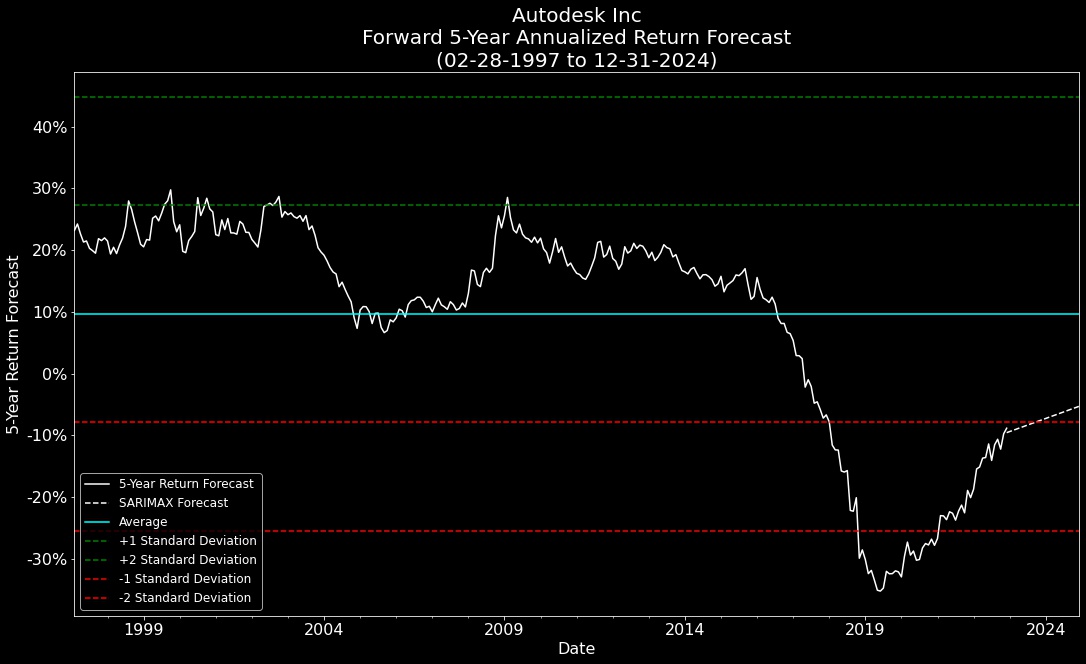 Autodesk Inc
Forward 5-Year Annualized Return Forecast
(02-28-1997 to 12-31-2024)
5-Year Return Forecast
40%
30%
20%
10%
0%
-10%
-20%
-30%
5-Year Return Forecast
SARIMAX Forecast
Average
+1 Standard Deviation
+2 Standard Deviation
-1 Standard Deviation
-2 Standard Deviation
1999 2004 2009 2014 2019 2024
Date